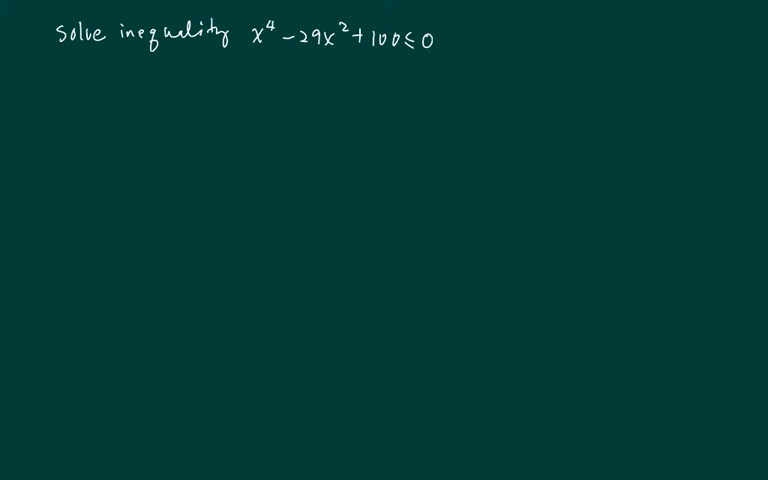 Solve inequality x⁴ - 29x² + 100 ≤ 0